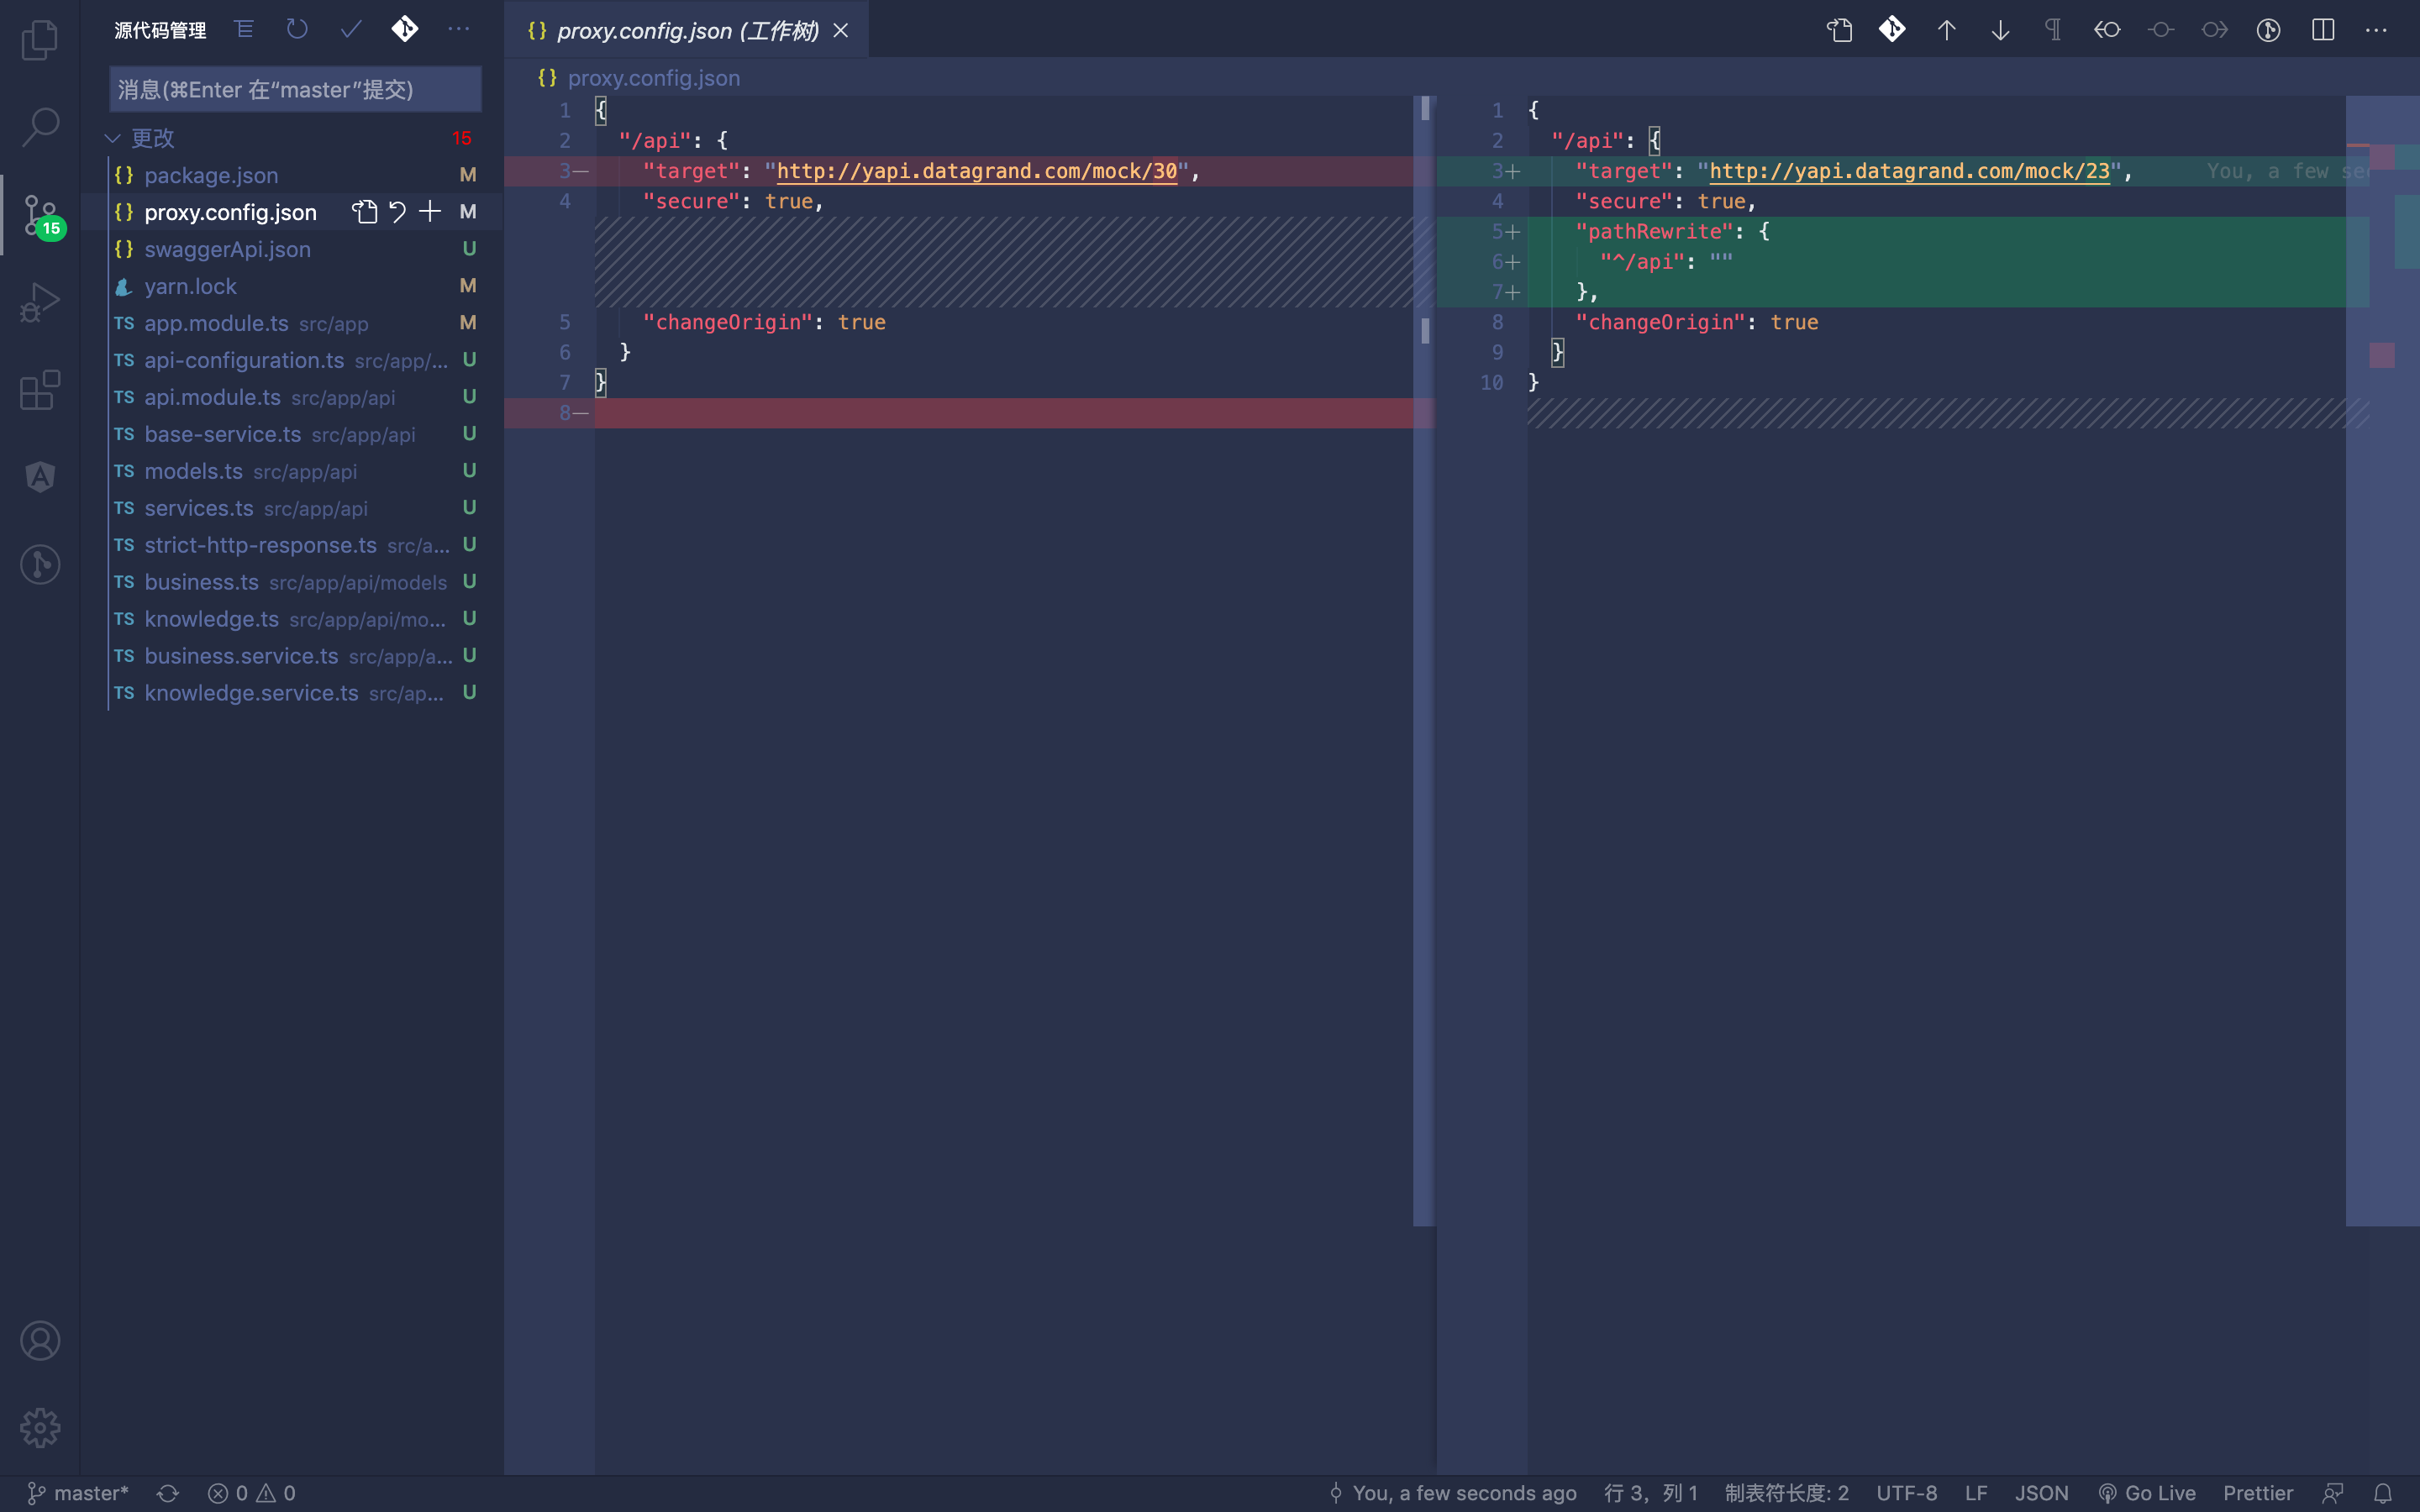 源代码管理
消息(⌘Enter 在“master”提交)
更改 15
{} package.json M
{} proxy.config.json M
{} swaggerApi.json U
yarn.lock M
TS app.module.ts src/app M
TS api-configuration.ts src/app/... U
TS api.module.ts src/app/api U
TS base-service.ts src/app/api U
TS models.ts src/app/api U
TS services.ts src/app/api U
TS strict-http-response.ts src/a... U
TS business.ts src/app/api/models U
TS knowledge.ts src/app/api/mo... U
TS business.service.ts src/app/a... U
TS knowledge.service.ts src/ap... U
15
{} proxy.config.json (工作树)
{} proxy.config.json
1 {
2 "/api": {
3— "target": "http://yapi.datagrand.com/mock/30",
4 "secure": true,
5 "changeOrigin": true
6 }
7 }
8—
1 {
2 "/api": {
3+ "target": "http://yapi.datagrand.com/mock/23", You, a few se
4 "secure": true,
5+ "pathRewrite": {
6+ "^/api": ""
7+ },
8 "changeOrigin": true
9 }
10 }
master* 0 0 You, a few seconds ago 行 3，列 1 制表符长度: 2 UTF-8 LF JSON Go Live Prettier